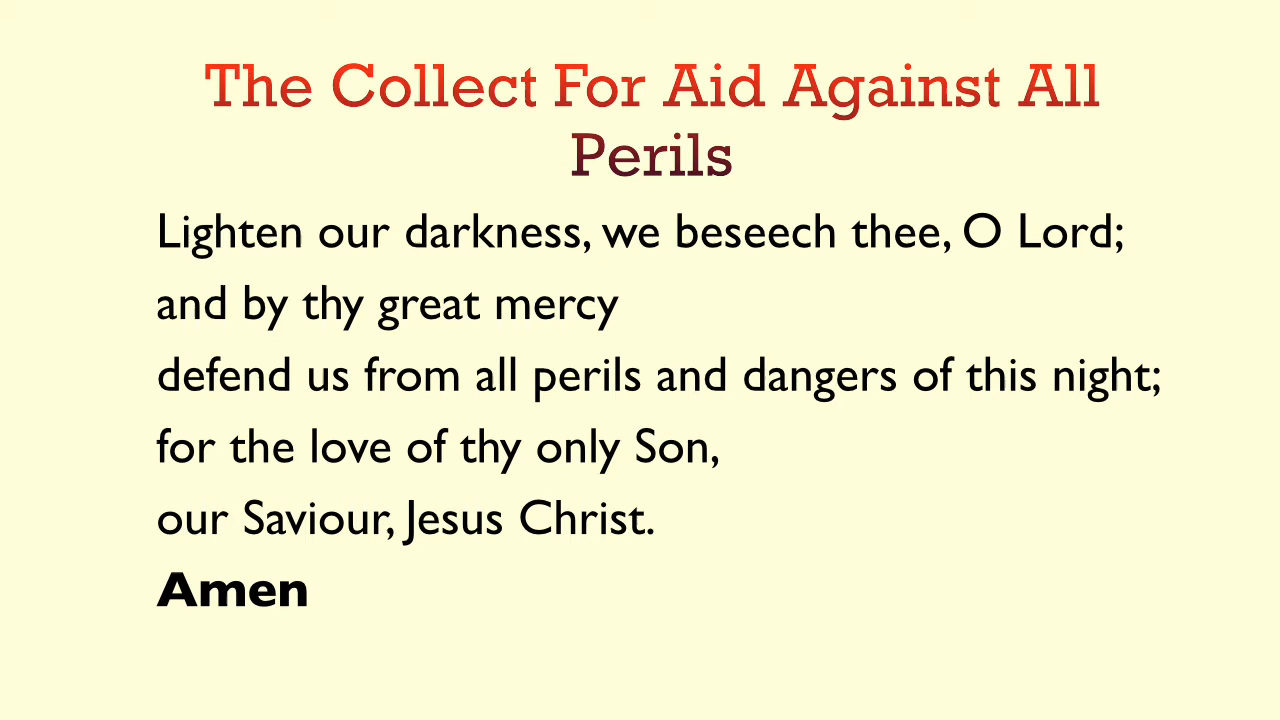 The Collect For Aid Against All
Perils
Lighten our darkness, we beseech thee, O Lord;
and by thy great mercy
defend us from all perils and dangers of this night;
for the love of thy only Son,
our Saviour, Jesus Christ.
Amen